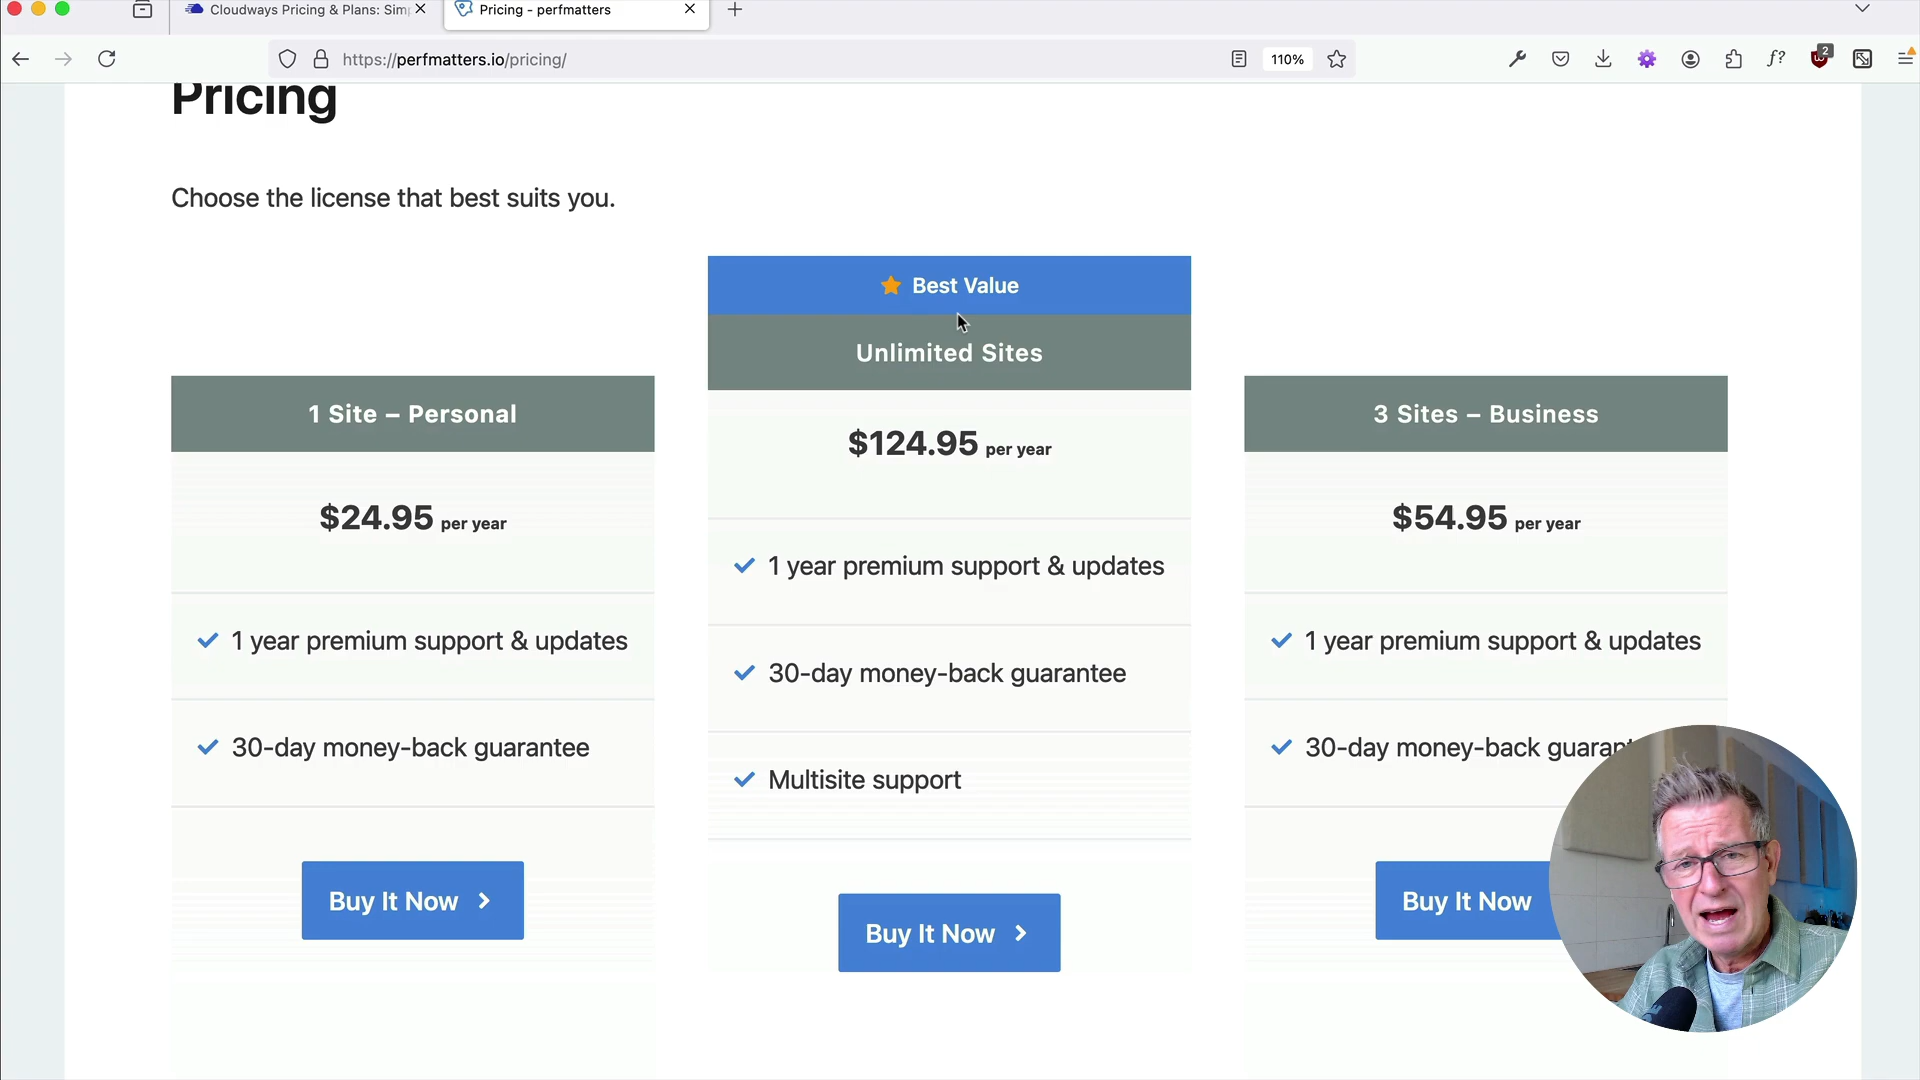 Cloudways Pricing & Plans: Sim
Pricing - perfmatters
https://perfmatters.io/pricing/
110%
f?
2
Pricing
Choose the license that best suits you.
Best Value
Unlimited Sites
$124.95 per year
1 year premium support & updates
30-day money-back guarantee
Multisite support
Buy It Now
1 Site – Personal
$24.95 per year
1 year premium support & updates
30-day money-back guarantee
Buy It Now
3 Sites – Business
$54.95 per year
1 year premium support & updates
30-day money-back guarant
Buy It Now